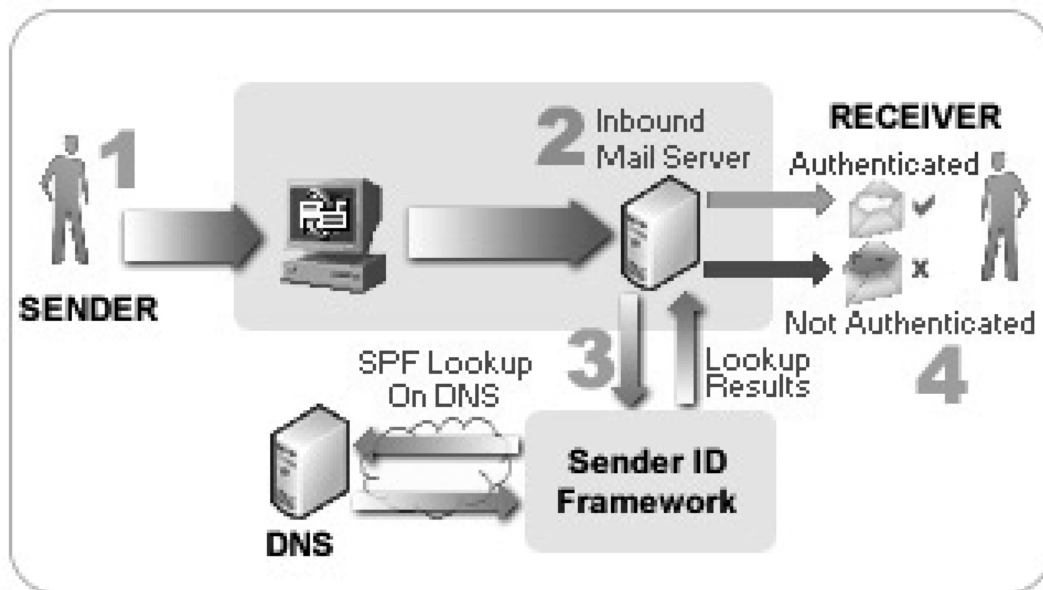 1
SENDER
2
Inbound
Mail Server
RECEIVER
Authenticated
x
Not Authenticated
3
Lookup
Results
4
SPF Lookup
On DNS
DNS
Sender ID
Framework